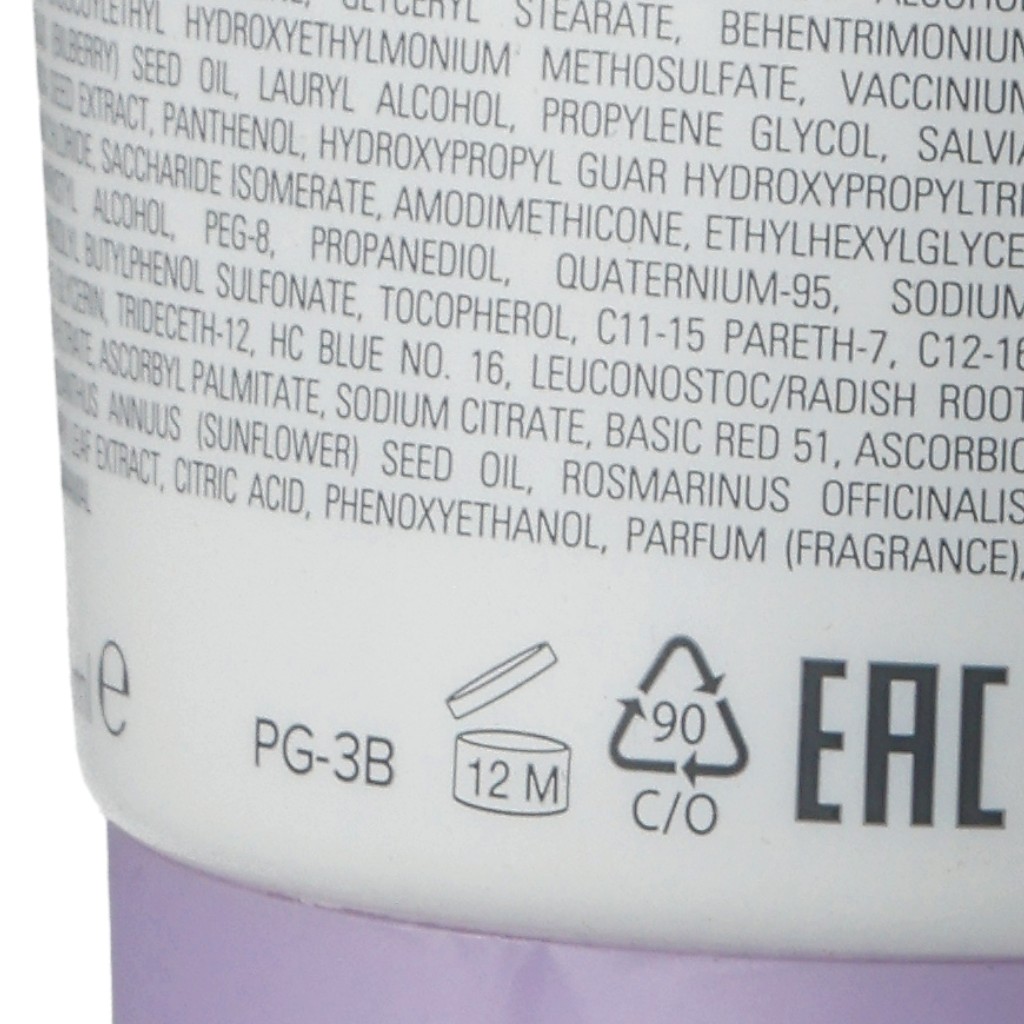 GLYCERYL STEARATE, BEHENTRIMONIUM
HYDROXYETHYLMONIUM METHOSULFATE, VACCINIUM
SEED OIL, LAURYL ALCOHOL, PROPYLENE GLYCOL, SALVIA
SEED EXTRACT, PANTHENOL, HYDROXYPROPYL GUAR HYDROXYPROPYLTRI
SACCHARIDE ISOMERATE, AMODIMETHICONE, ETHYLHEXYLGLYCE
ALCOHOL, PEG-8, PROPANEDIOL, QUATERNIUM-95, SODIUM
BUTYLPHENOL SULFONATE, TOCOPHEROL, C11-15 PARETH-7, C12-16
TRIDECETH-12, HC BLUE NO. 16, LEUCONOSTOC/RADISH ROOT
ASCORBYL PALMITATE, SODIUM CITRATE, BASIC RED 51, ASCORBIC
ANNUUS (SUNFLOWER) SEED OIL, ROSMARINUS OFFICINALIS
LEAF EXTRACT, CITRIC ACID, PHENOXYETHANOL, PARFUM (FRAGRANCE),
e
PG-3B
12 M
90
C/O
EAC